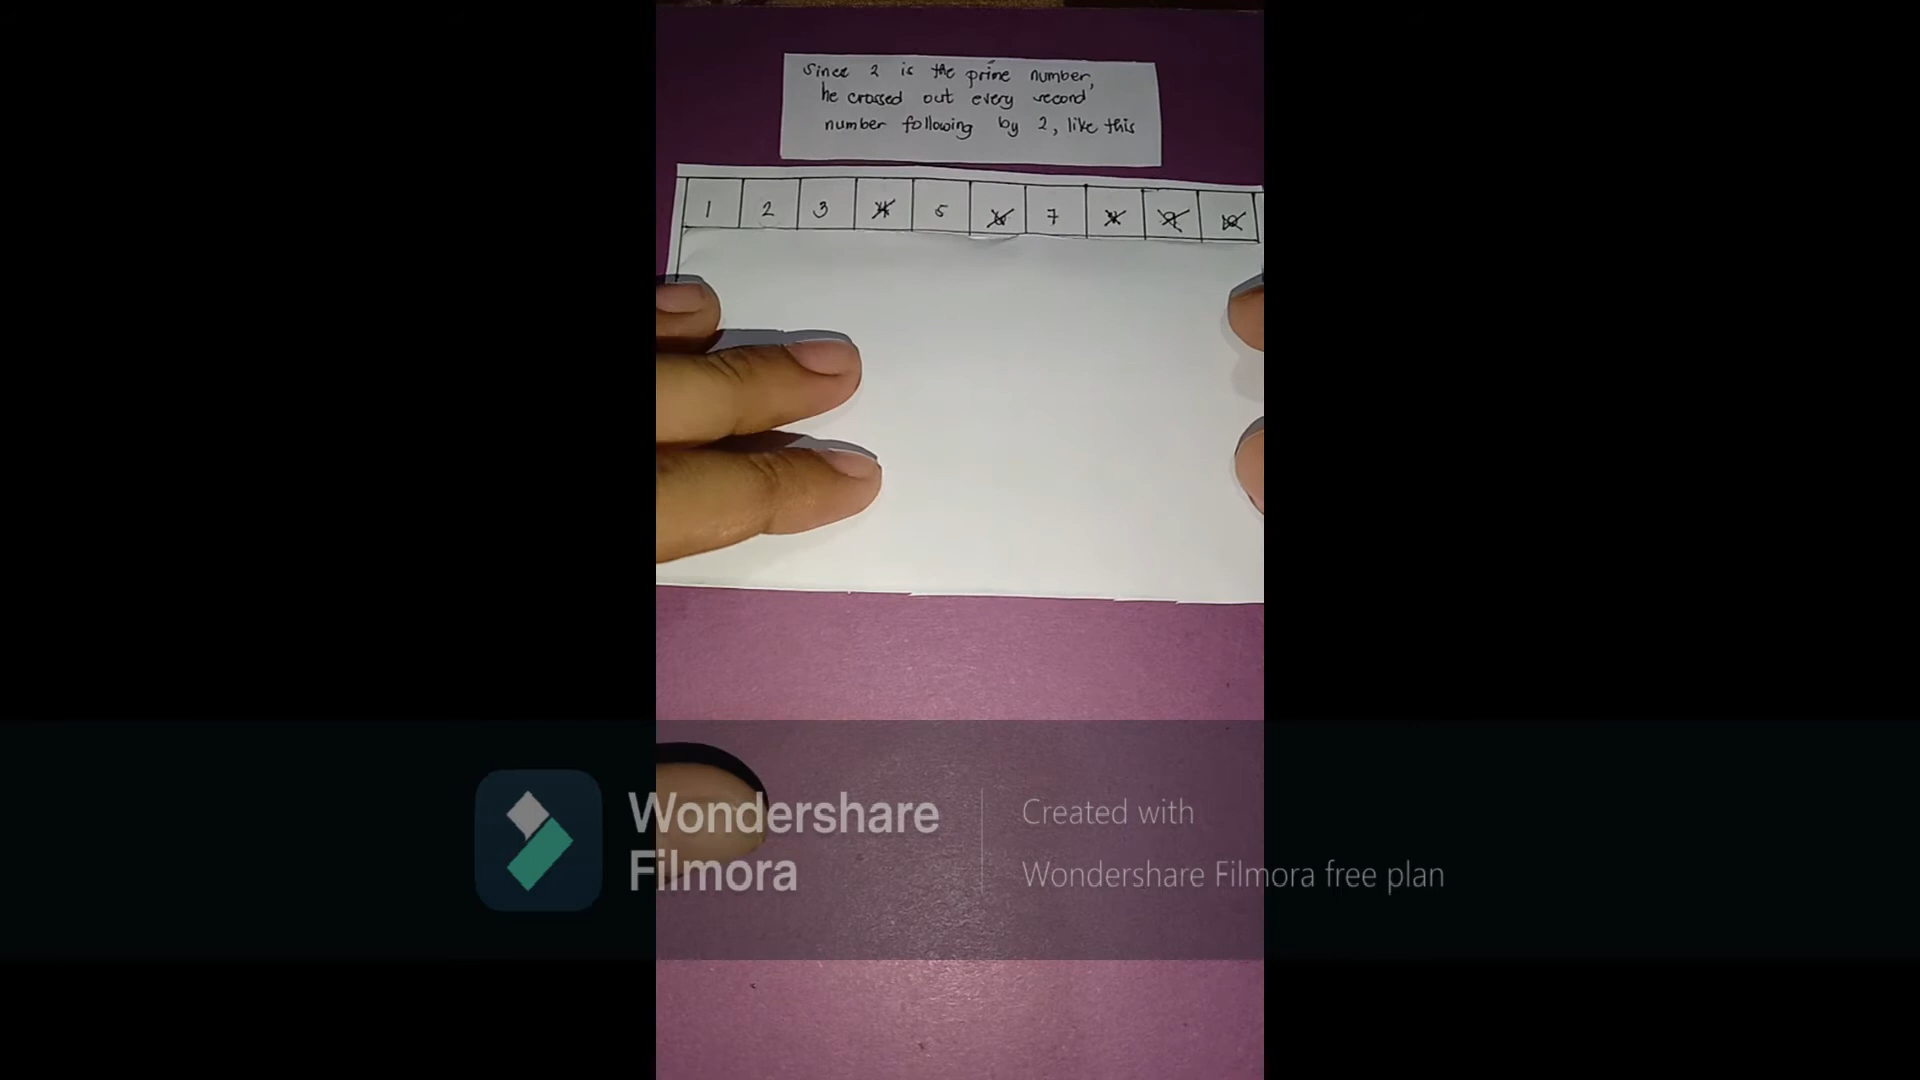 Since 2 is the prime number,
he crossed out every second
number following by 2, like this
1 2 3 4 5 6 7 8 9 10
Wondershare
Filmora
Created with
Wondershare Filmora free plan